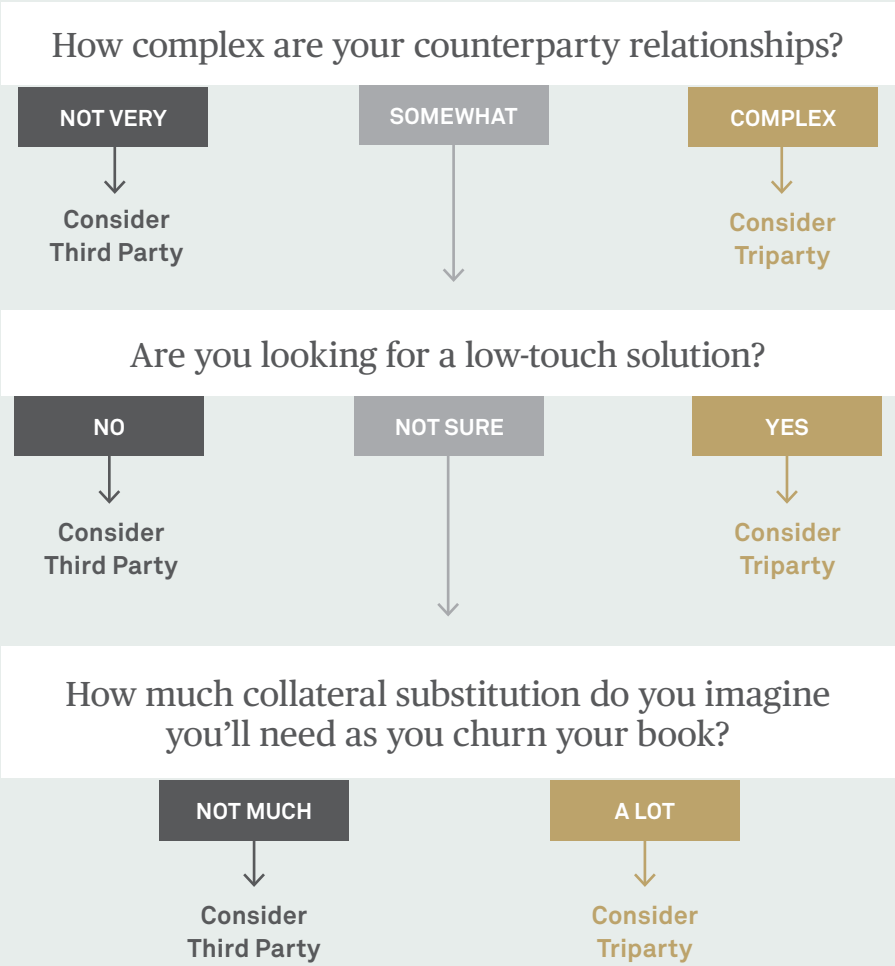 How complex are your counterparty relationships?
NOT VERY
SOMEWHAT
COMPLEX
Consider
Third Party
Consider
Triparty
Are you looking for a low-touch solution?
NO
NOT SURE
YES
Consider
Third Party
Consider
Triparty
How much collateral substitution do you imagine
you’ll need as you churn your book?
NOT MUCH
A LOT
Consider
Third Party
Consider
Triparty